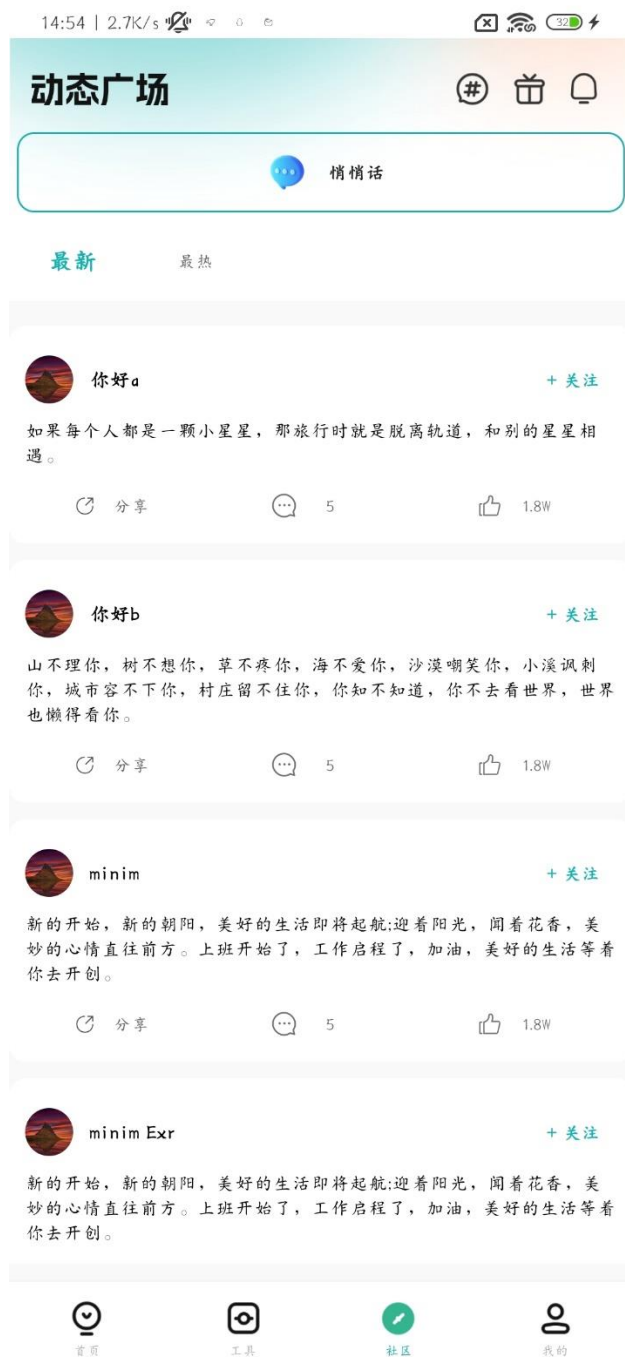 14:54 | 2.7K/s
32
动态广场
悄悄话
最新 最热
你好a
+ 关注
如果每个人都是一颗小星星，那旅行时就是脱离轨道，和别的星星相
遇。
分享 5 1.8W
你好b
+ 关注
山不理你，树不想你，草不疼你，海不爱你，沙漠嘲笑你，小溪讽刺
你，城市容不下你，村庄留不住你，你知不知道，你不去看世界，世界
也懒得看你。
分享 5 1.8W
minim
+ 关注
新的开始，新的朝阳，美好的生活即将起航;迎着阳光，闻着花香，美
妙的心情直往前方。上班开始了，工作启程了，加油，美好的生活等着
你去开创。
分享 5 1.8W
minim Exr
+ 关注
新的开始，新的朝阳，美好的生活即将起航;迎着阳光，闻着花香，美
妙的心情直往前方。上班开始了，工作启程了，加油，美好的生活等着
你去开创。
首页 工具 社区 我的